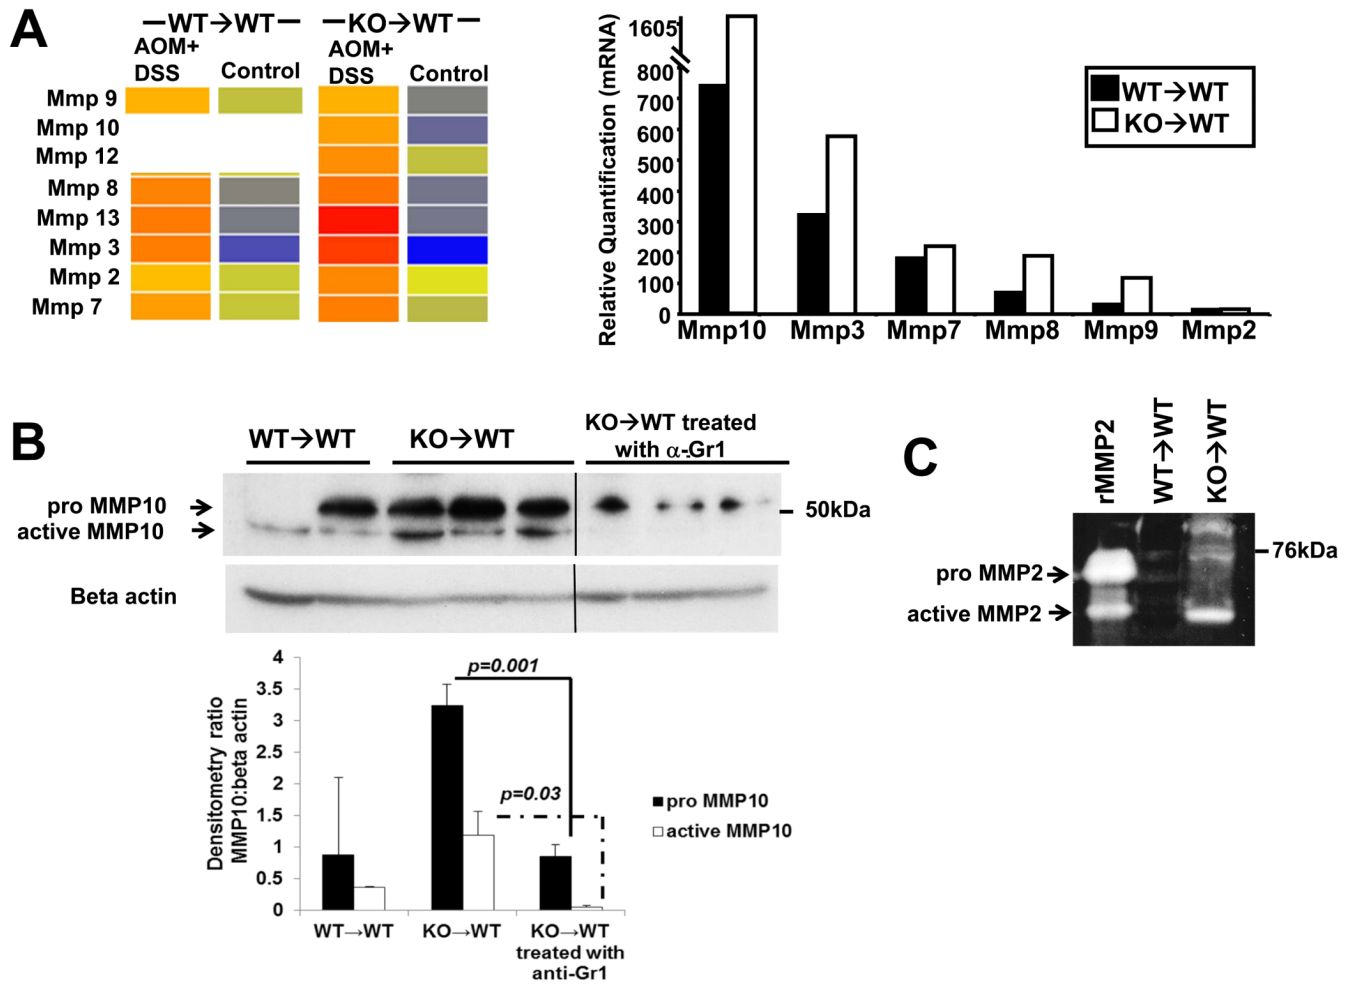 A
WT→WT
KO→WT
AOM+
DSS
Control
AOM+
DSS
Control
Mmp 9
Mmp 10
Mmp 12
Mmp 8
Mmp 13
Mmp 3
Mmp 2
Mmp 7
Relative Quantification (mRNA)
1605
800
700
600
500
400
300
200
100
0
Mmp10
Mmp3
Mmp7
Mmp8
Mmp9
Mmp2
WT→WT
KO→WT
B
WT→WT
KO→WT
KO→WT treated
with α-Gr1
pro MMP10
active MMP10
50kDa
Beta actin
Densitometry ratio
MMP10:beta actin
4
3.5
3
2.5
2
1.5
1
0.5
0
p=0.001
p=0.03
pro MMP10
active MMP10
WT→WT
KO→WT
KO→WT
treated with
anti-Gr1
C
rMMP2
WT→WT
KO→WT
76kDa
pro MMP2
active MMP2